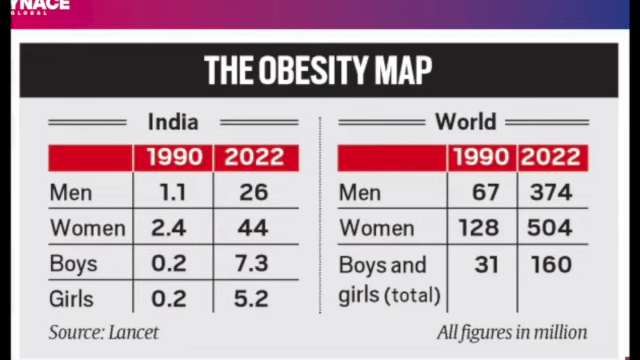 YNACE
GLOBAL
THE OBESITY MAP
India
1990 2022
Men 1.1 26
Women 2.4 44
Boys 0.2 7.3
Girls 0.2 5.2
Source: Lancet
World
1990 2022
Men 67 374
Women 128 504
Boys and 31 160
girls (total)
All figures in million